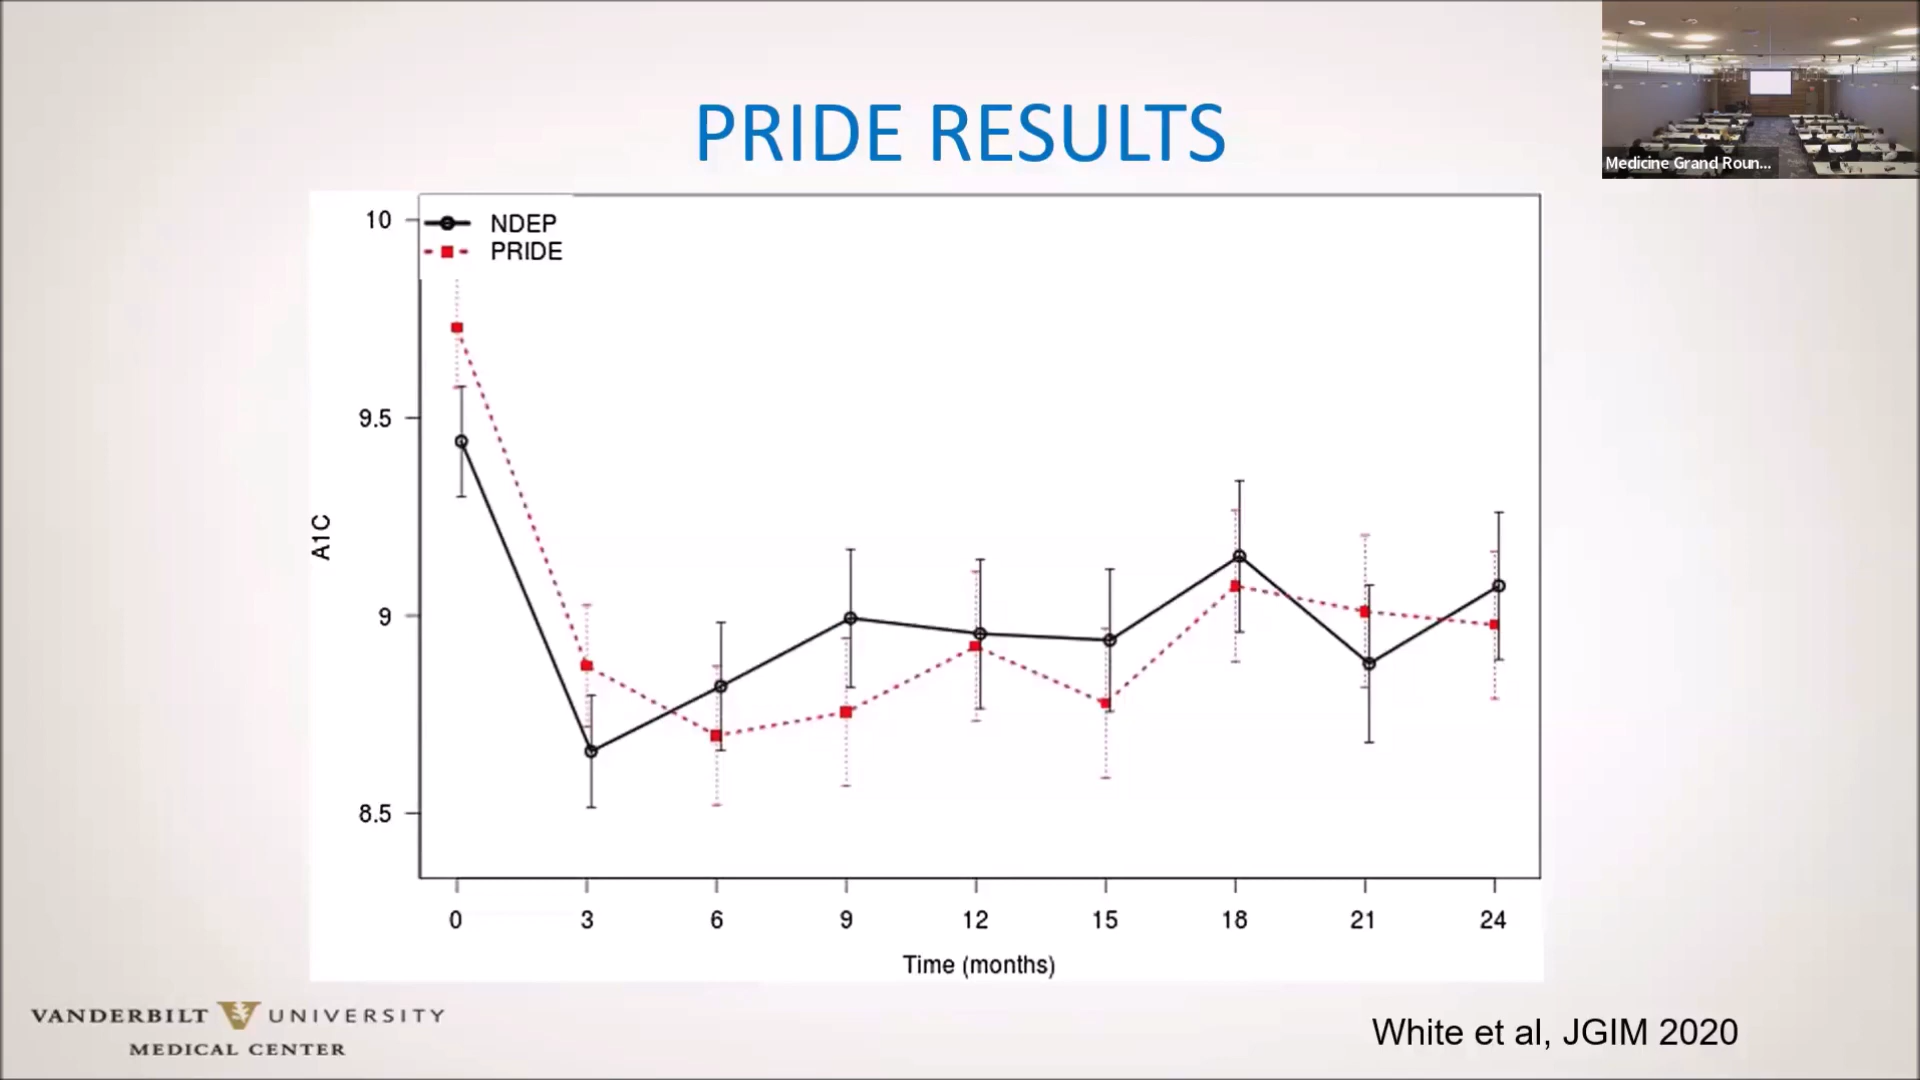 Medicine Grand Roun...
PRIDE RESULTS
NDEP
PRIDE
10
9.5
9
8.5
A1C
0 3 6 9 12 15 18 21 24
Time (months)
VANDERBILT UNIVERSITY
MEDICAL CENTER
White et al, JGIM 2020